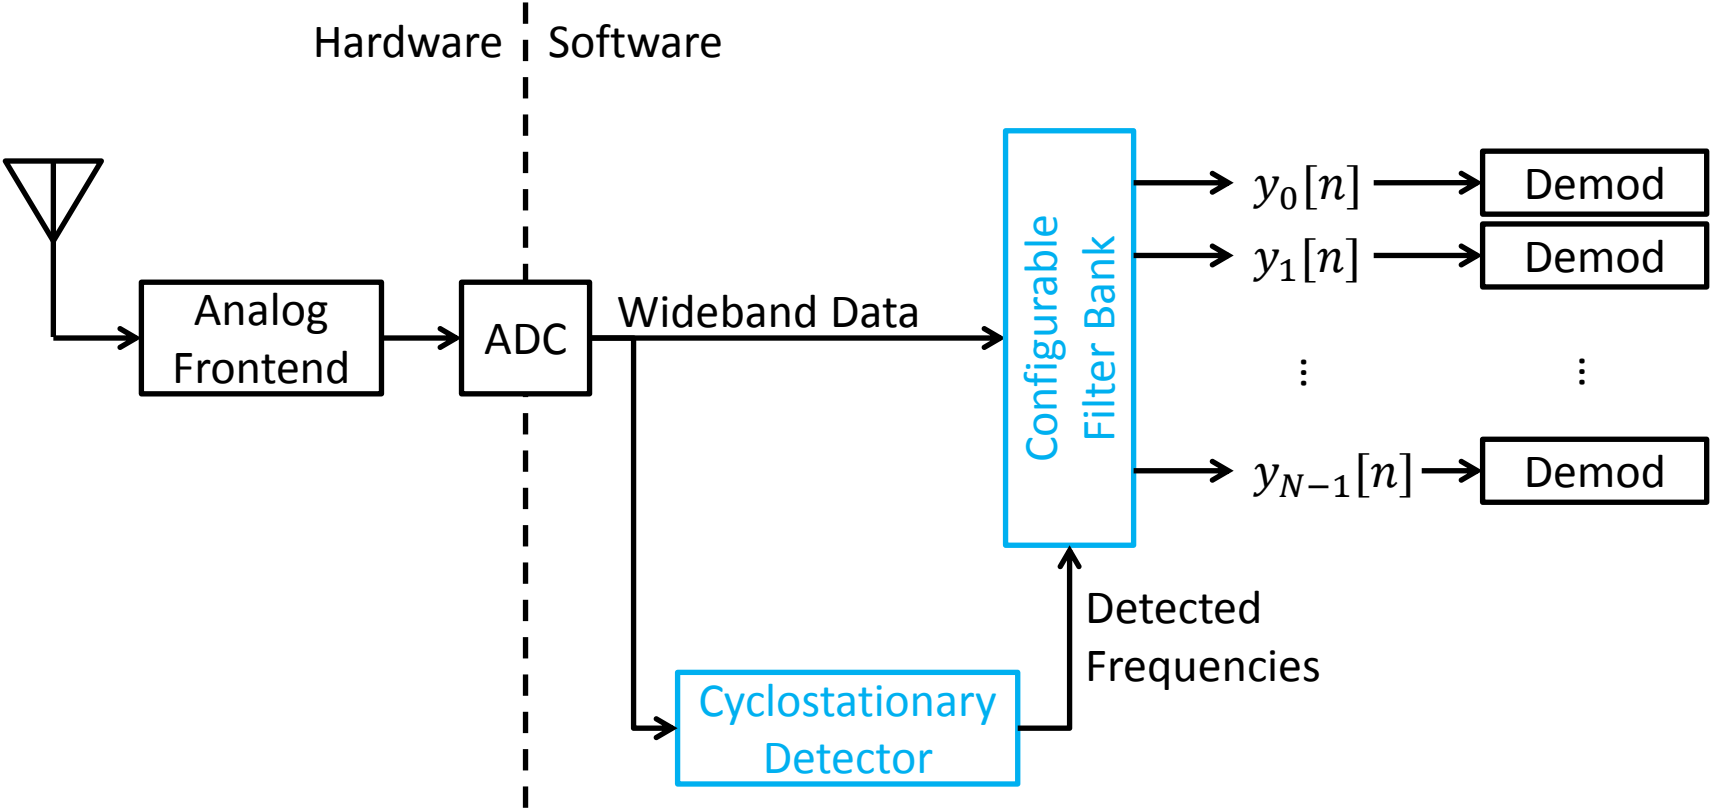 Hardware
Software
Analog
Frontend
ADC
Wideband Data
Configurable
Filter Bank
y₀[n]
Demod
y₁[n]
Demod
⋮
⋮
y_{N−1}[n]
Demod
Detected
Frequencies
Cyclostationary
Detector